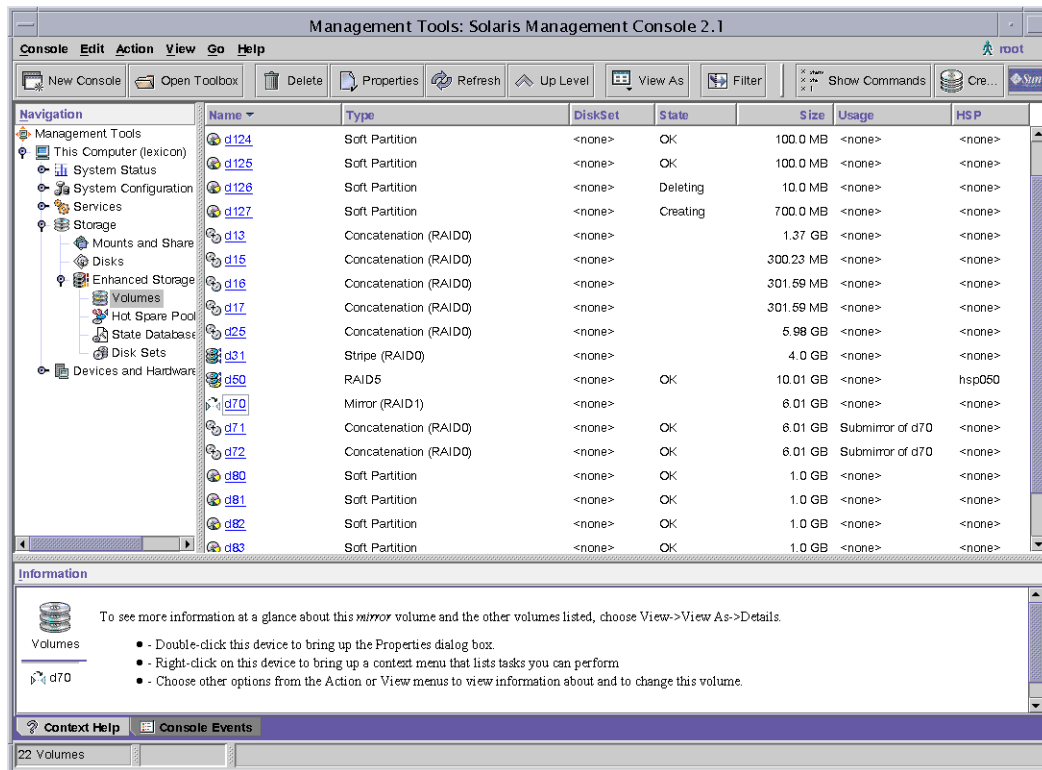 Management Tools: Solaris Management Console 2.1
Console Edit Action View Go Help root
New Console Open Toolbox Delete Properties Refresh Up Level View As Filter Show Commands Cre... Sun
Navigation
Management Tools
This Computer (lexicon)
System Status
System Configuration
Services
Storage
Mounts and Share
Disks
Enhanced Storage
Volumes
Hot Spare Pool
State Database
Disk Sets
Devices and Hardware
Name Type DiskSet State Size Usage HSP
d124 Soft Partition <none> OK 100.0 MB <none> <none>
d125 Soft Partition <none> OK 100.0 MB <none> <none>
d126 Soft Partition <none> Deleting 10.0 MB <none> <none>
d127 Soft Partition <none> Creating 700.0 MB <none> <none>
d13 Concatenation (RAID0) <none> 1.37 GB <none> <none>
d15 Concatenation (RAID0) <none> 300.23 MB <none> <none>
d16 Concatenation (RAID0) <none> 301.59 MB <none> <none>
d17 Concatenation (RAID0) <none> 301.59 MB <none> <none>
d25 Concatenation (RAID0) <none> 5.98 GB <none> <none>
d31 Stripe (RAID0) <none> 4.0 GB <none> <none>
d50 RAID5 <none> OK 10.01 GB <none> hsp050
d70 Mirror (RAID1) <none> 6.01 GB <none> <none>
d71 Concatenation (RAID0) <none> OK 6.01 GB Submirror of d70 <none>
d72 Concatenation (RAID0) <none> OK 6.01 GB Submirror of d70 <none>
d80 Soft Partition <none> OK 1.0 GB <none> <none>
d81 Soft Partition <none> OK 1.0 GB <none> <none>
d82 Soft Partition <none> OK 1.0 GB <none> <none>
d83 Soft Partition <none> OK 1.0 GB <none> <none>
Information
Volumes
d70
To see more information at a glance about this mirror volume and the other volumes listed, choose View->View As->Details.
● - Double-click this device to bring up the Properties dialog box.
● - Right-click on this device to bring up a context menu that lists tasks you can perform
● - Choose other options from the Action or View menus to view information about and to change this volume.
Context Help Console Events
22 Volumes